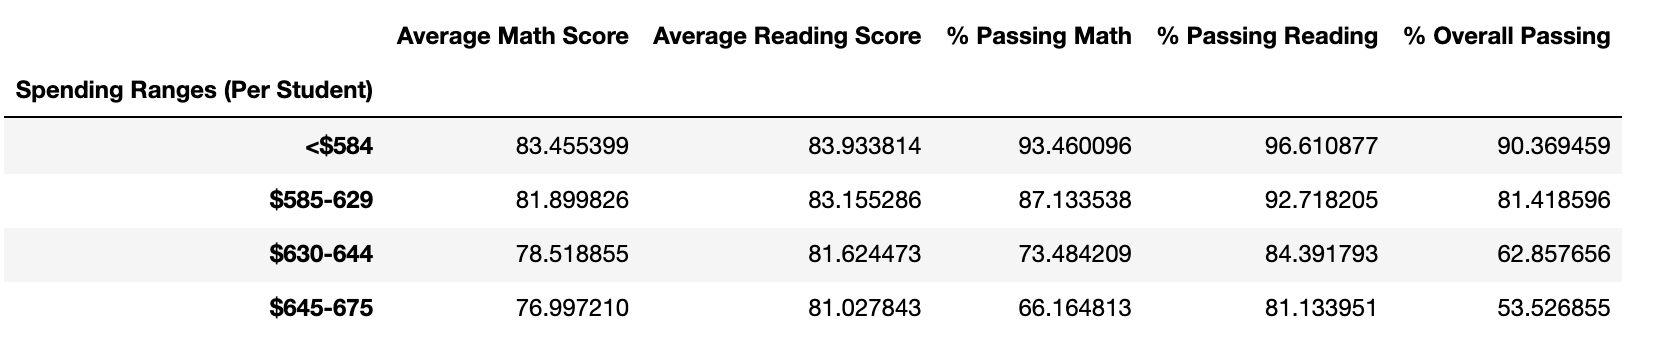 Average Math Score Average Reading Score % Passing Math % Passing Reading % Overall Passing
Spending Ranges (Per Student)
<$584 83.455399 83.933814 93.460096 96.610877 90.369459
$585-629 81.899826 83.155286 87.133538 92.718205 81.418596
$630-644 78.518855 81.624473 73.484209 84.391793 62.857656
$645-675 76.997210 81.027843 66.164813 81.133951 53.526855